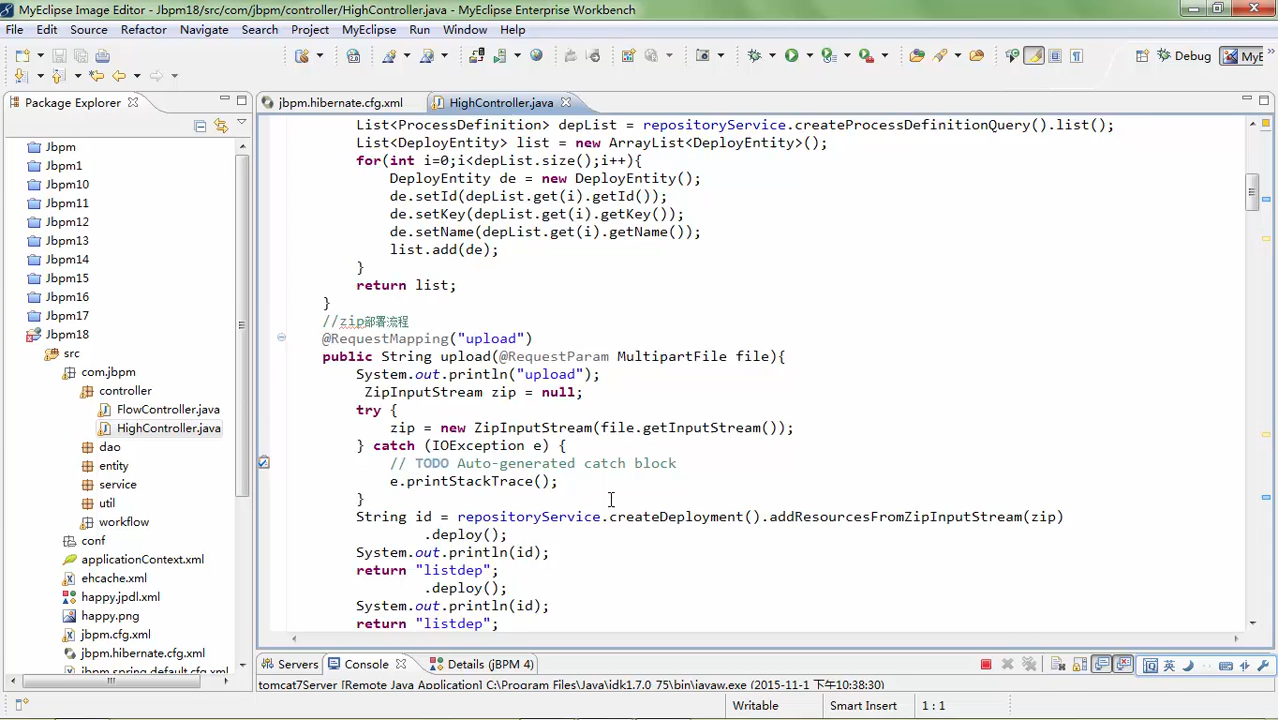 MyEclipse Image Editor - Jbpm18/src/com/jbpm/controller/HighController.java - MyEclipse Enterprise Workbench
File Edit Source Refactor Navigate Search Project MyEclipse Run Window Help
Debug MyE
Package Explorer
jbpm.hibernate.cfg.xml HighController.java
Jbpm
Jbpm1
Jbpm10
Jbpm11
Jbpm12
Jbpm13
Jbpm14
Jbpm15
Jbpm16
Jbpm17
Jbpm18
src
com.jbpm
controller
FlowController.java
HighController.java
dao
entity
service
util
workflow
conf
applicationContext.xml
ehcache.xml
happy.jpdl.xml
happy.png
jbpm.cfg.xml
jbpm.hibernate.cfg.xml
jbpm.spring.default.cfg.xml
List<ProcessDefinition> depList = repositoryService.createProcessDefinitionQuery().list();
List<DeployEntity> list = new ArrayList<DeployEntity>();
for(int i=0;i<depList.size();i++){
DeployEntity de = new DeployEntity();
de.setId(depList.get(i).getId());
de.setKey(depList.get(i).getKey());
de.setName(depList.get(i).getName());
list.add(de);
}
return list;
}
//zip部署流程
@RequestMapping("upload")
public String upload(@RequestParam MultipartFile file){
System.out.println("upload");
ZipInputStream zip = null;
try {
zip = new ZipInputStream(file.getInputStream());
} catch (IOException e) {
// TODO Auto-generated catch block
e.printStackTrace();
}
String id = repositoryService.createDeployment().addResourcesFromZipInputStream(zip)
.deploy();
System.out.println(id);
return "listdep";
.deploy();
System.out.println(id);
return "listdep";
Servers Console Details (jBPM 4)
英
tomcat7Server [Remote Java Application] C:\Program Files\Java\jdk1.7.0_75\bin\javaw.exe (2015-11-1 下午10:38:30)
Writable Smart Insert 1 : 1